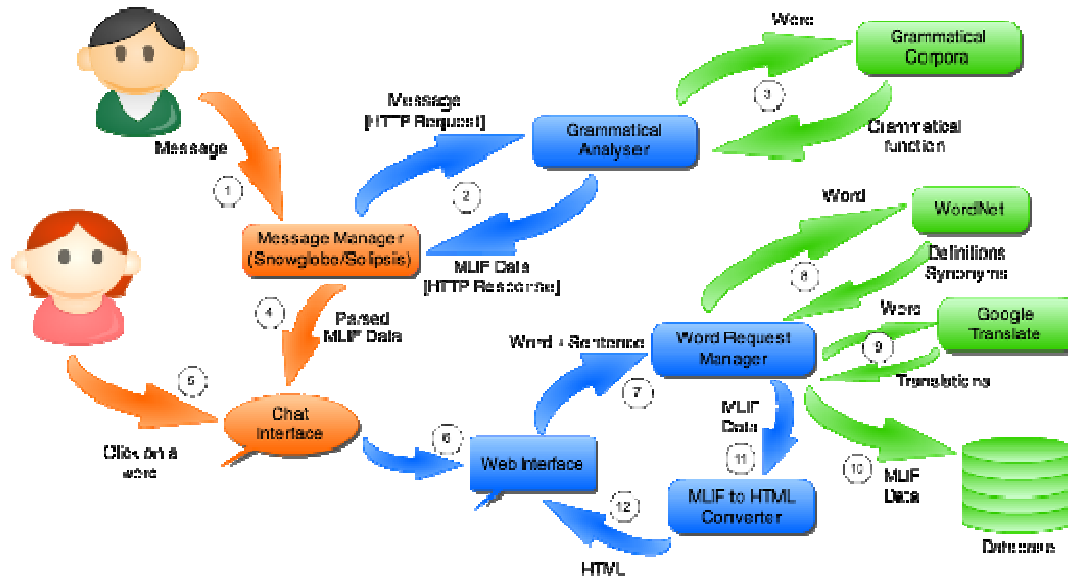 Word
Grammatical
Corpora
3
Grammatical
function
Message
[HTTP Request]
Grammatical
Analyser
Message
1
2
Message Manager
(Snowglobe/Solipsis)
MLIF Data
[HTTP Response]
Word
WordNet
8
Definitions
Synonyms
4
Parsed
MLIF Data
Word + Sentence
Word Request
Manager
Word
Google
Translate
9
Translations
5
7
Chat
Interface
Click on a
word
6
Web Interface
MLIF
Data
11
10
MLIF
Data
MLIF to HTML
Converter
12
HTML
Database